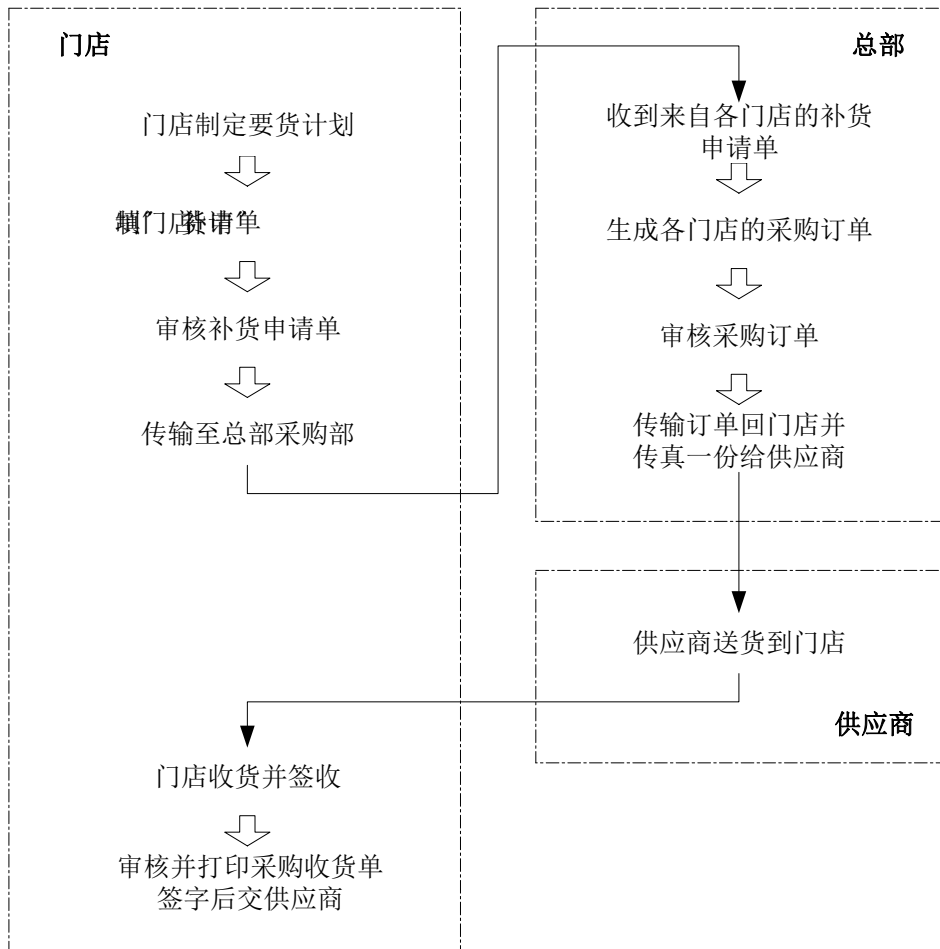 门店
门店制定要货计划
门店
单
审核补货申请单
传输至总部采购部
总部
收到来自各门店的补货
申请单
生成各门店的采购订单
审核采购订单
传输订单回门店并
传真一份给供应商
供应商送货到门店
供应商
门店收货并签收
审核并打印采购收货单
签字后交供应商